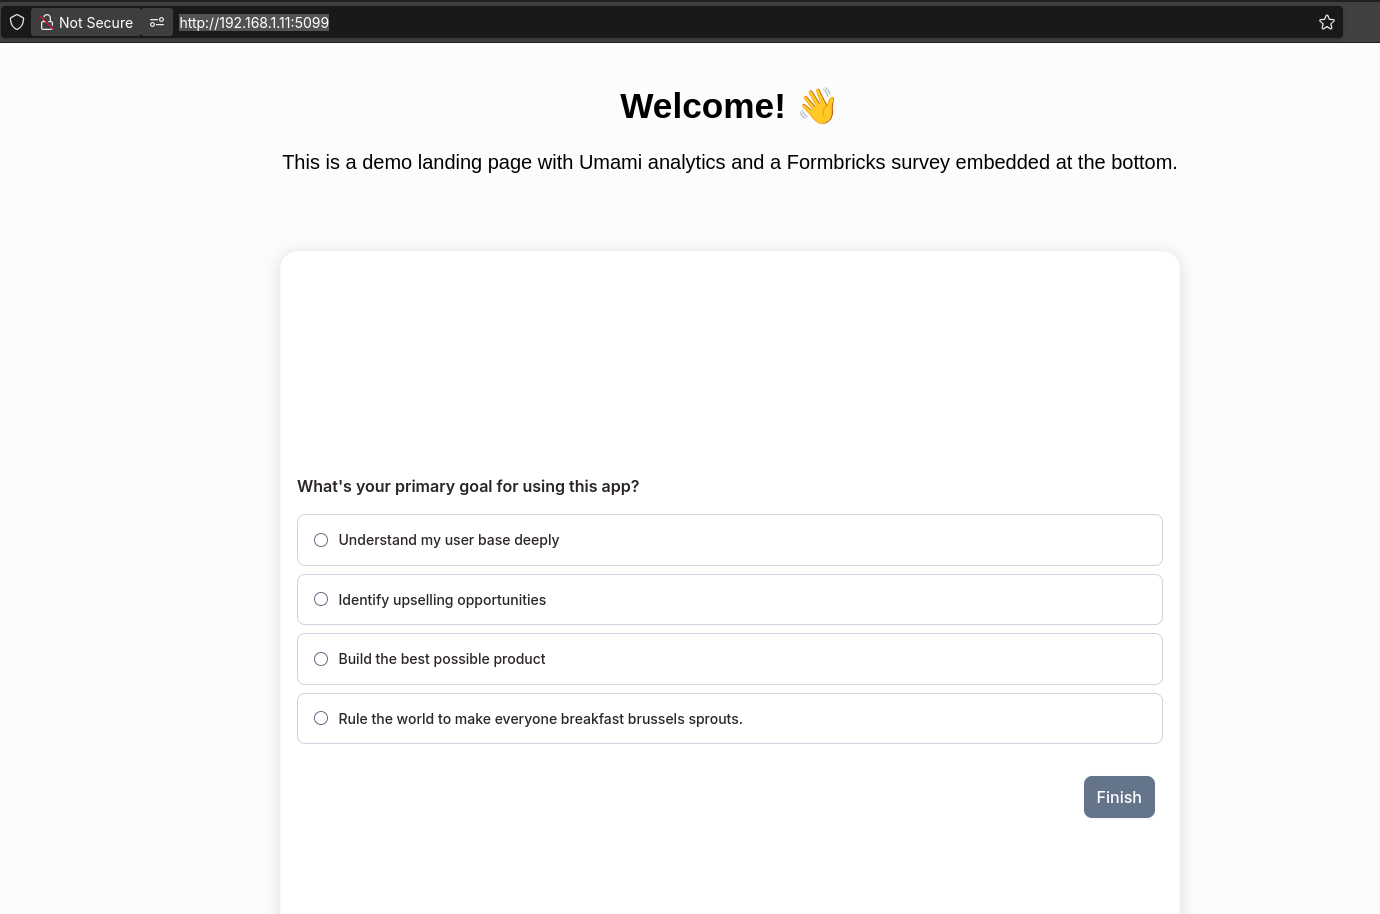 Not Secure http://192.168.1.11:5099
Welcome! 👋
This is a demo landing page with Umami analytics and a Formbricks survey embedded at the bottom.
What's your primary goal for using this app?
Understand my user base deeply
Identify upselling opportunities
Build the best possible product
Rule the world to make everyone breakfast brussels sprouts.
Finish